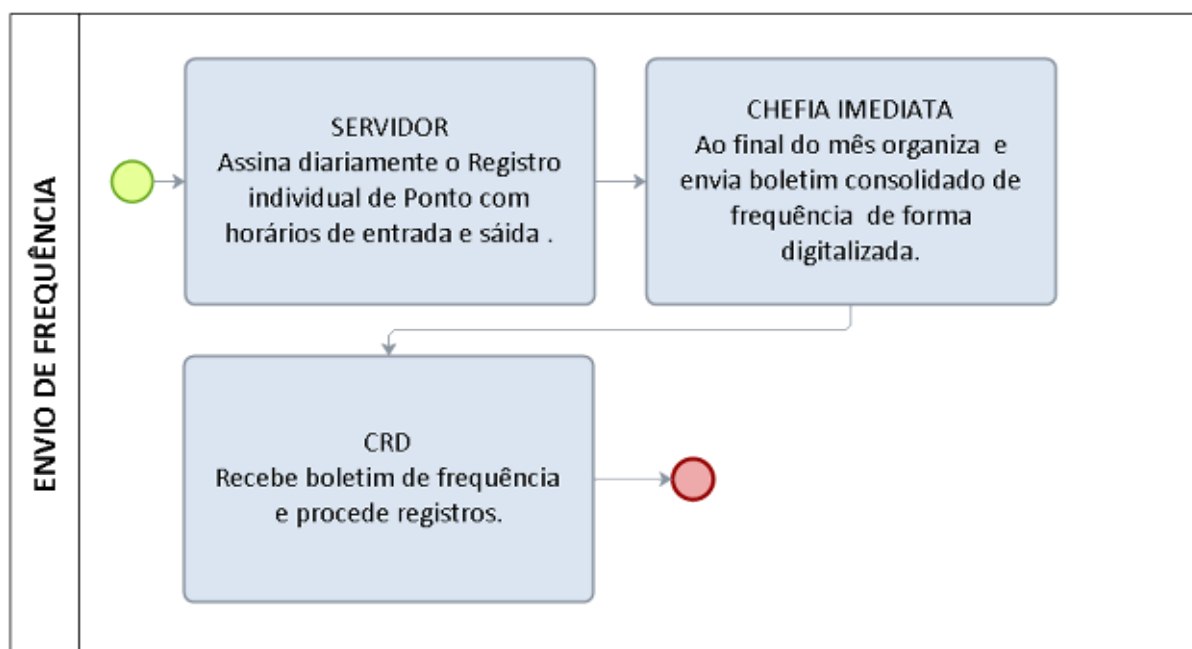 ENVIO DE FREQUÊNCIA
SERVIDOR
Assina diariamente o Registro
individual de Ponto com
horários de entrada e sáida .
CHEFIA IMEDIATA
Ao final do mês organiza e
envia boletim consolidado de
frequência de forma
digitalizada.
CRD
Recebe boletim de frequência
e procede registros.